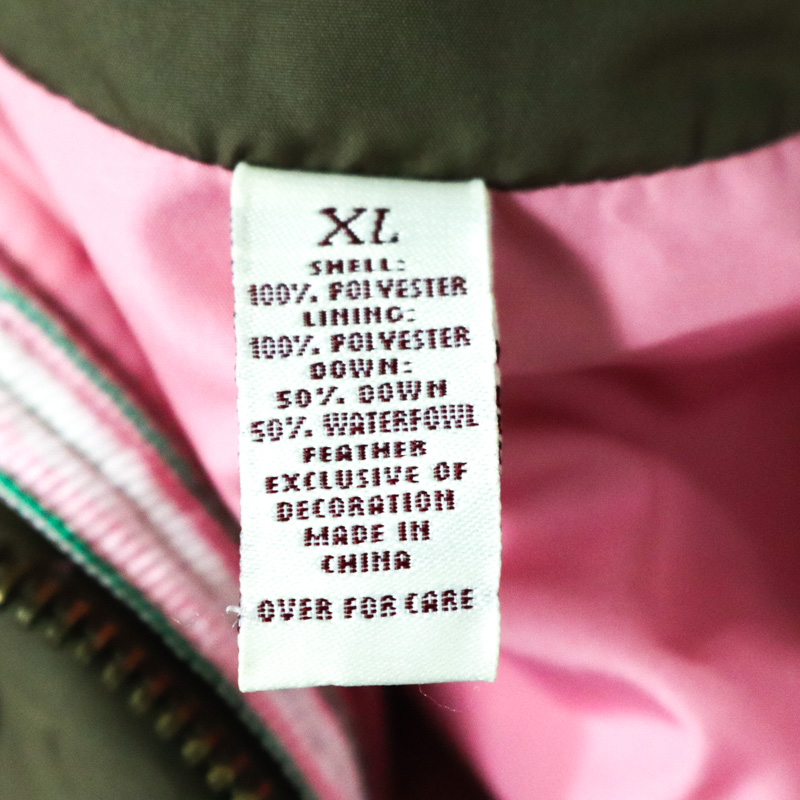 XL
SHELL:
100% POLYESTER
LINING:
100% POLYESTER
DOWN:
50% DOWN
50% WATERFOWL
FEATHER
EXCLUSIVE OF
DECORATION
MADE IN
CHINA
OVER FOR CARE